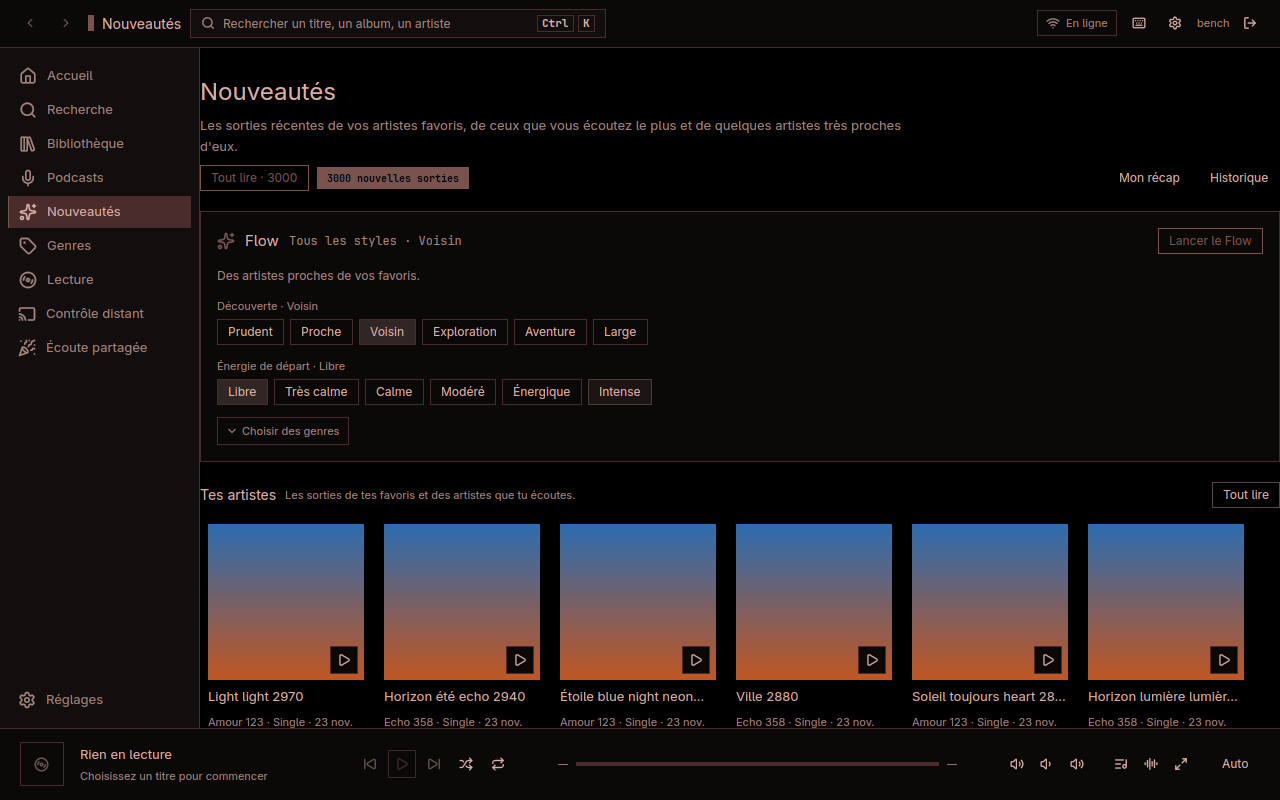 Nouveautés
Rechercher un titre, un album, un artiste
Ctrl K
En ligne
bench
Accueil
Recherche
Bibliothèque
Podcasts
Nouveautés
Genres
Lecture
Contrôle distant
Écoute partagée
Réglages
Nouveautés
Les sorties récentes de vos artistes favoris, de ceux que vous écoutez le plus et de quelques artistes très proches
d'eux.
Tout lire · 3000
3000 nouvelles sorties
Mon récap
Historique
Flow Tous les styles · Voisin
Lancer le Flow
Des artistes proches de vos favoris.
Découverte · Voisin
Prudent Proche Voisin Exploration Aventure Large
Énergie de départ · Libre
Libre Très calme Calme Modéré Énergique Intense
Choisir des genres
Tes artistes Les sorties de tes favoris et des artistes que tu écoutes.
Tout lire
Light light 2970
Amour 123 · Single · 23 nov.
Horizon été echo 2940
Echo 358 · Single · 23 nov.
Étoile blue night neon...
Amour 123 · Single · 23 nov.
Ville 2880
Echo 358 · Single · 23 nov.
Soleil toujours heart 28...
Amour 123 · Single · 23 nov.
Horizon lumière lumièr...
Echo 358 · Single · 23 nov.
Rien en lecture
Choisissez un titre pour commencer
— —
Auto